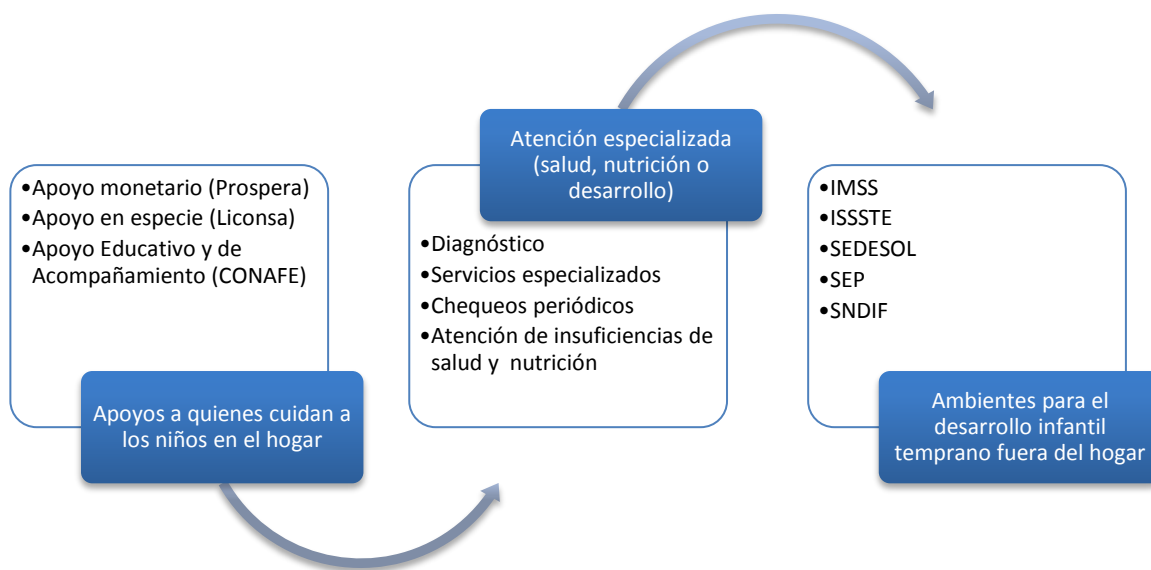 •Apoyo monetario (Prospera)
•Apoyo en especie (Liconsa)
•Apoyo Educativo y de
Acompañamiento (CONAFE)
Apoyos a quienes cuidan a
los niños en el hogar
Atención especializada
(salud, nutrición o
desarrollo)
•Diagnóstico
•Servicios especializados
•Chequeos periódicos
•Atención de insuficiencias de
salud y nutrición
•IMSS
•ISSSTE
•SEDESOL
•SEP
•SNDIF
Ambientes para el
desarrollo infantil
temprano fuera del hogar